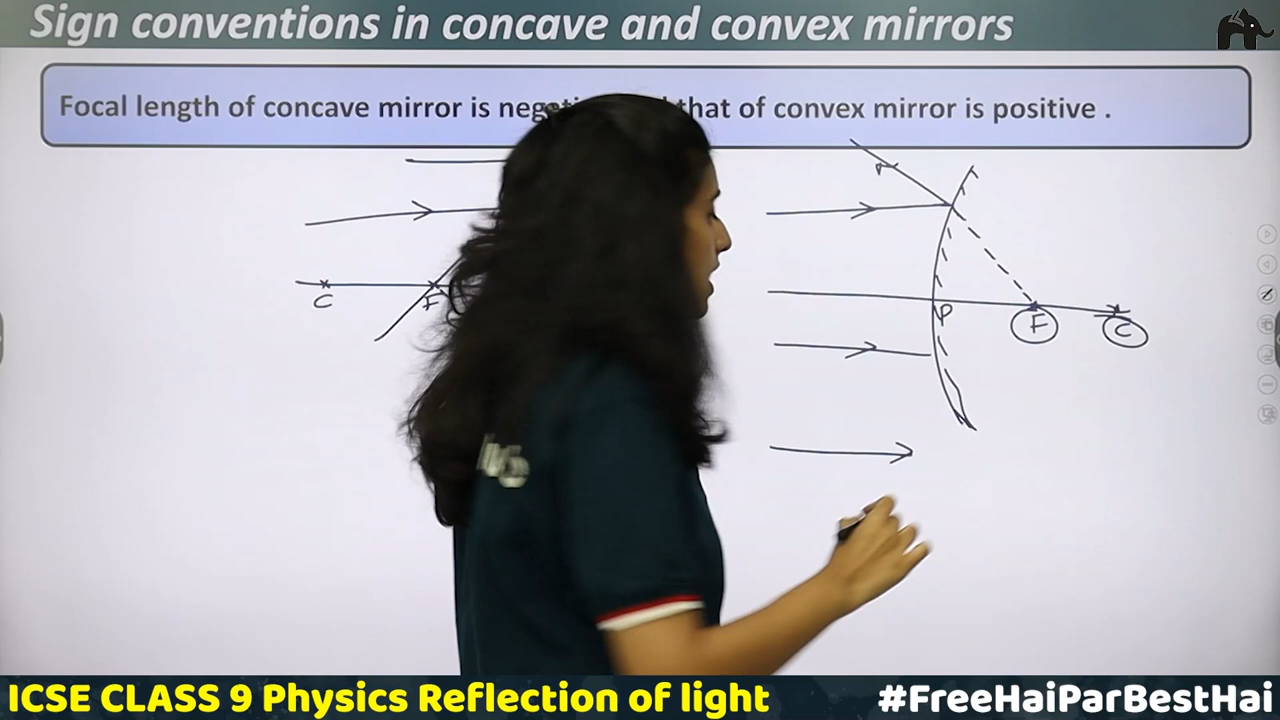 Sign conventions in concave and convex mirrors
Focal length of concave mirror is that of convex mirror is positive .
C
F
P
F
C
ICSE CLASS 9 Physics Reflection of light
#FreeHaiParBestHai